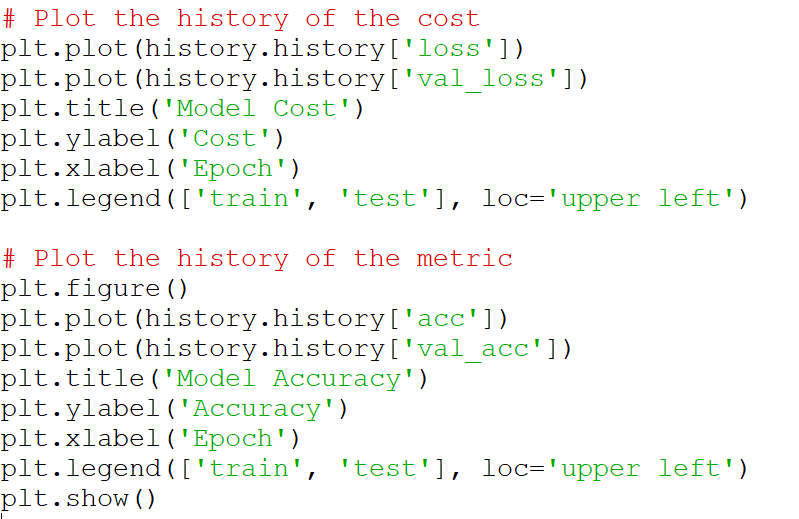 # Plot the history of the cost
plt.plot(history.history['loss'])
plt.plot(history.history['val_loss'])
plt.title('Model Cost')
plt.ylabel('Cost')
plt.xlabel('Epoch')
plt.legend(['train', 'test'], loc='upper left')

# Plot the history of the metric
plt.figure()
plt.plot(history.history['acc'])
plt.plot(history.history['val_acc'])
plt.title('Model Accuracy')
plt.ylabel('Accuracy')
plt.xlabel('Epoch')
plt.legend(['train', 'test'], loc='upper left')
plt.show()